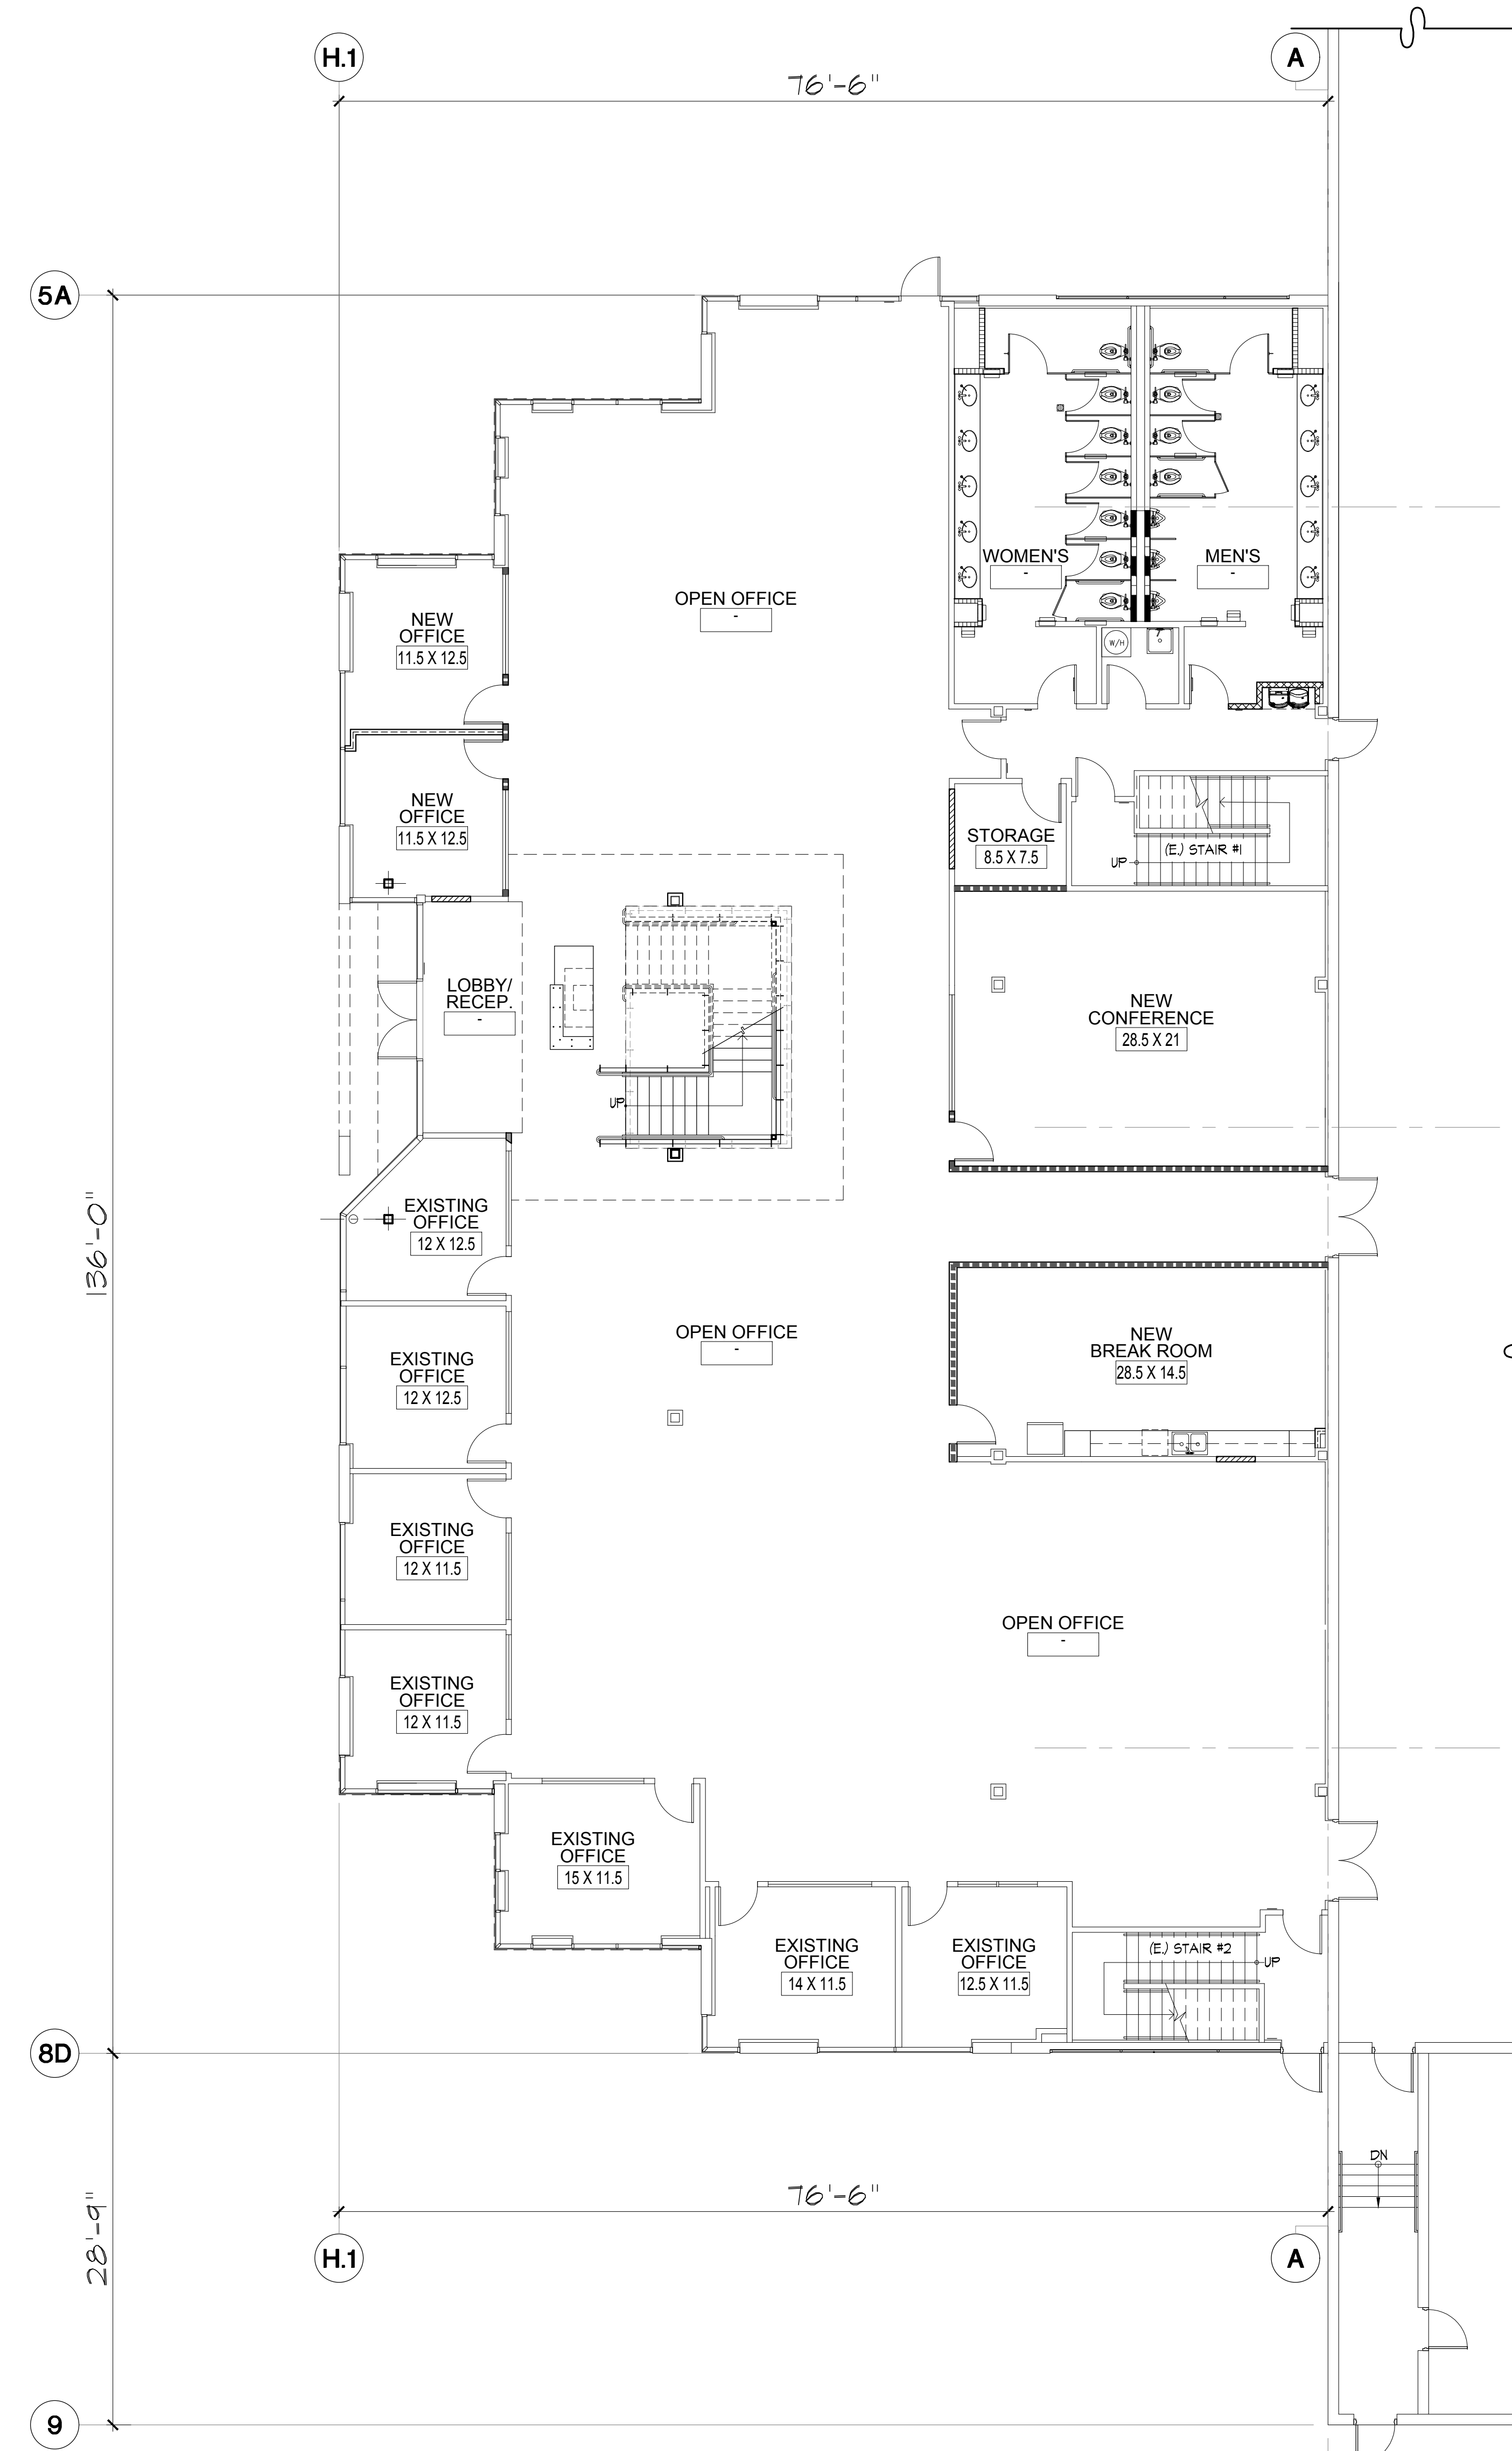 H.1
A
76'-6"
5A
WOMEN'S
-
MEN'S
-
OPEN OFFICE
-
NEW
OFFICE
11.5 X 12.5
W/H
NEW
OFFICE
11.5 X 12.5
STORAGE
8.5 X 7.5
(E.) STAIR #1
UP
LOBBY/
RECEP.
-
NEW
CONFERENCE
28.5 X 21
UP
136'-0"
EXISTING
OFFICE
12 X 12.5
OPEN OFFICE
-
NEW
BREAK ROOM
28.5 X 14.5
EXISTING
OFFICE
12 X 12.5
EXISTING
OFFICE
12 X 11.5
OPEN OFFICE
-
EXISTING
OFFICE
12 X 11.5
EXISTING
OFFICE
15 X 11.5
EXISTING
OFFICE
14 X 11.5
EXISTING
OFFICE
12.5 X 11.5
(E.) STAIR #2
UP
8D
DN
76'-6"
28'-9"
H.1
A
9